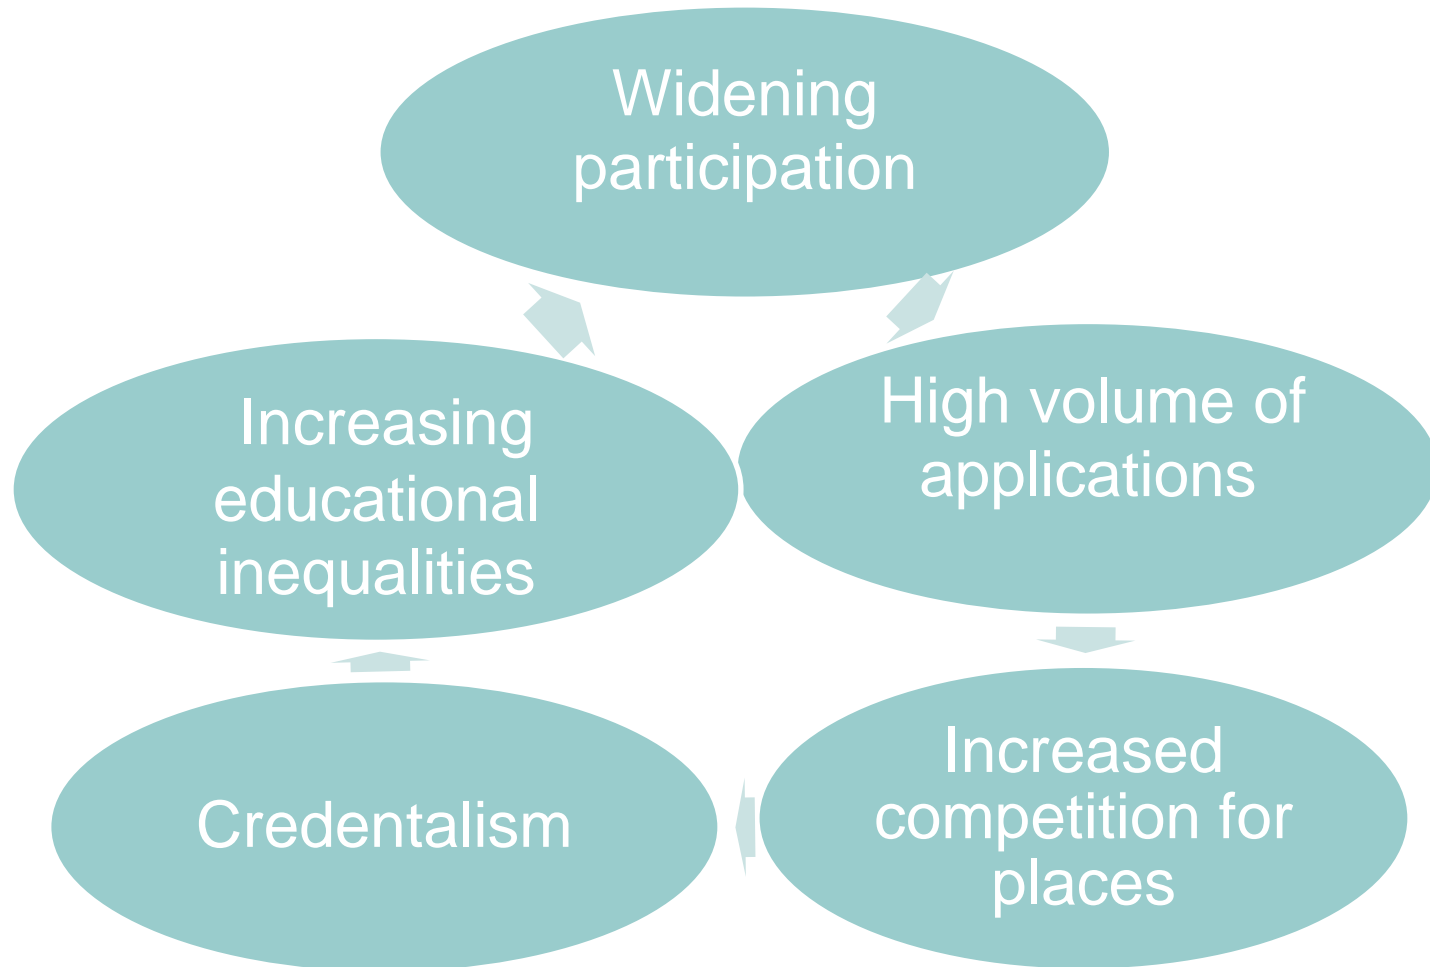 Widening
participation
High volume of
applications
Increased
competition for
places
Credentalism
Increasing
educational
inequalities